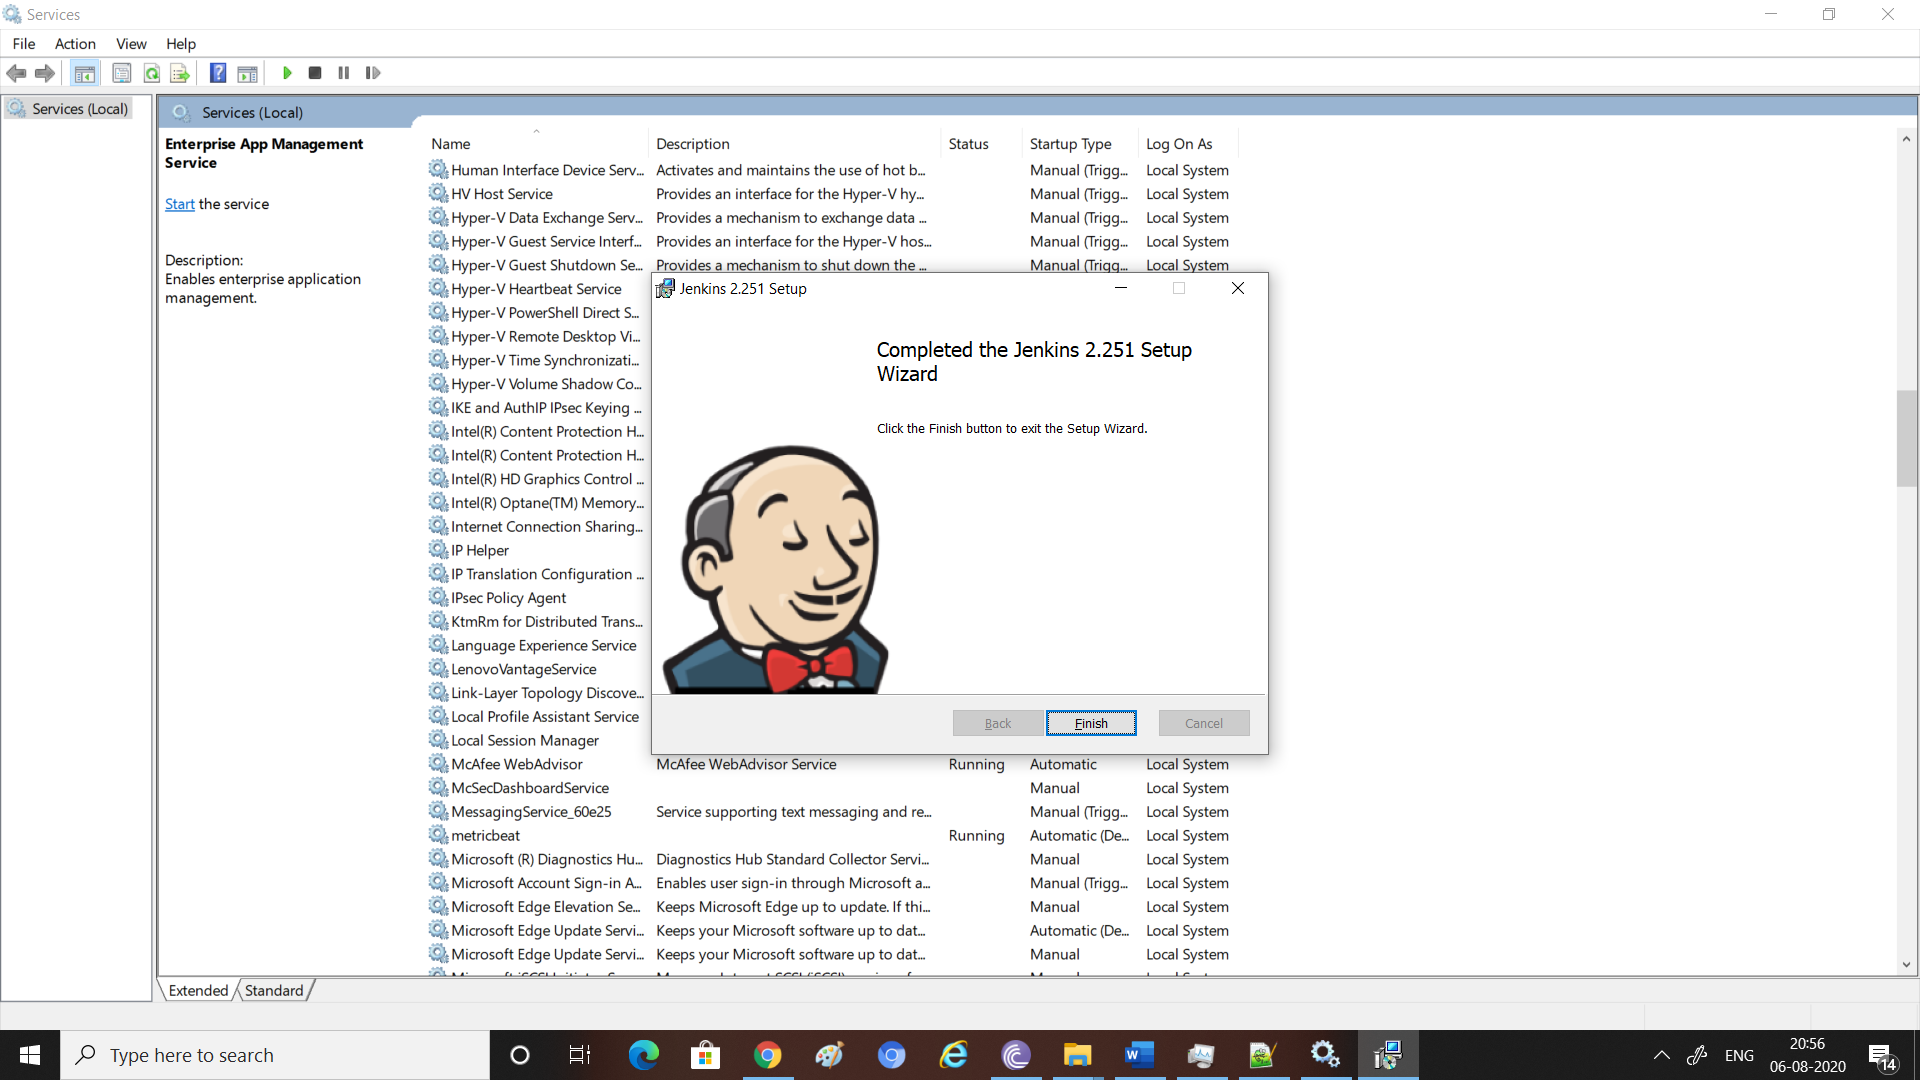 Services
File Action View Help
Services (Local)
Services (Local)
Enterprise App Management
Service
Start the service
Description:
Enables enterprise application
management.
Name Description Status Startup Type Log On As
Human Interface Device Serv... Activates and maintains the use of hot b... Manual (Trigg... Local System
HV Host Service Provides an interface for the Hyper-V hy... Manual (Trigg... Local System
Hyper-V Data Exchange Serv... Provides a mechanism to exchange data ... Manual (Trigg... Local System
Hyper-V Guest Service Interf... Provides an interface for the Hyper-V hos... Manual (Trigg... Local System
Hyper-V Guest Shutdown Se... Provides a mechanism to shut down the ... Manual (Trigg... Local System
Hyper-V Heartbeat Service
Hyper-V PowerShell Direct S...
Hyper-V Remote Desktop Vi...
Hyper-V Time Synchronizati...
Hyper-V Volume Shadow Co...
IKE and AuthIP IPsec Keying ...
Intel(R) Content Protection H...
Intel(R) Content Protection H...
Intel(R) HD Graphics Control ...
Intel(R) Optane(TM) Memory...
Internet Connection Sharing...
IP Helper
IP Translation Configuration ...
IPsec Policy Agent
KtmRm for Distributed Trans...
Language Experience Service
LenovoVantageService
Link-Layer Topology Discove...
Local Profile Assistant Service
Local Session Manager
McAfee WebAdvisor McAfee WebAdvisor Service Running Automatic Local System
McSecDashboardService Manual Local System
MessagingService_60e25 Service supporting text messaging and re... Manual (Trigg... Local System
metricbeat Running Automatic (De... Local System
Microsoft (R) Diagnostics Hu... Diagnostics Hub Standard Collector Servi... Manual Local System
Microsoft Account Sign-in A... Enables user sign-in through Microsoft a... Manual (Trigg... Local System
Microsoft Edge Elevation Se... Keeps Microsoft Edge up to update. If thi... Manual Local System
Microsoft Edge Update Servi... Keeps your Microsoft software up to dat... Automatic (De... Local System
Microsoft Edge Update Servi... Keeps your Microsoft software up to dat... Manual Local System
Jenkins 2.251 Setup
Completed the Jenkins 2.251 Setup
Wizard
Click the Finish button to exit the Setup Wizard.
Back Finish Cancel
Extended Standard
Type here to search
ENG
20:56
06-08-2020
14